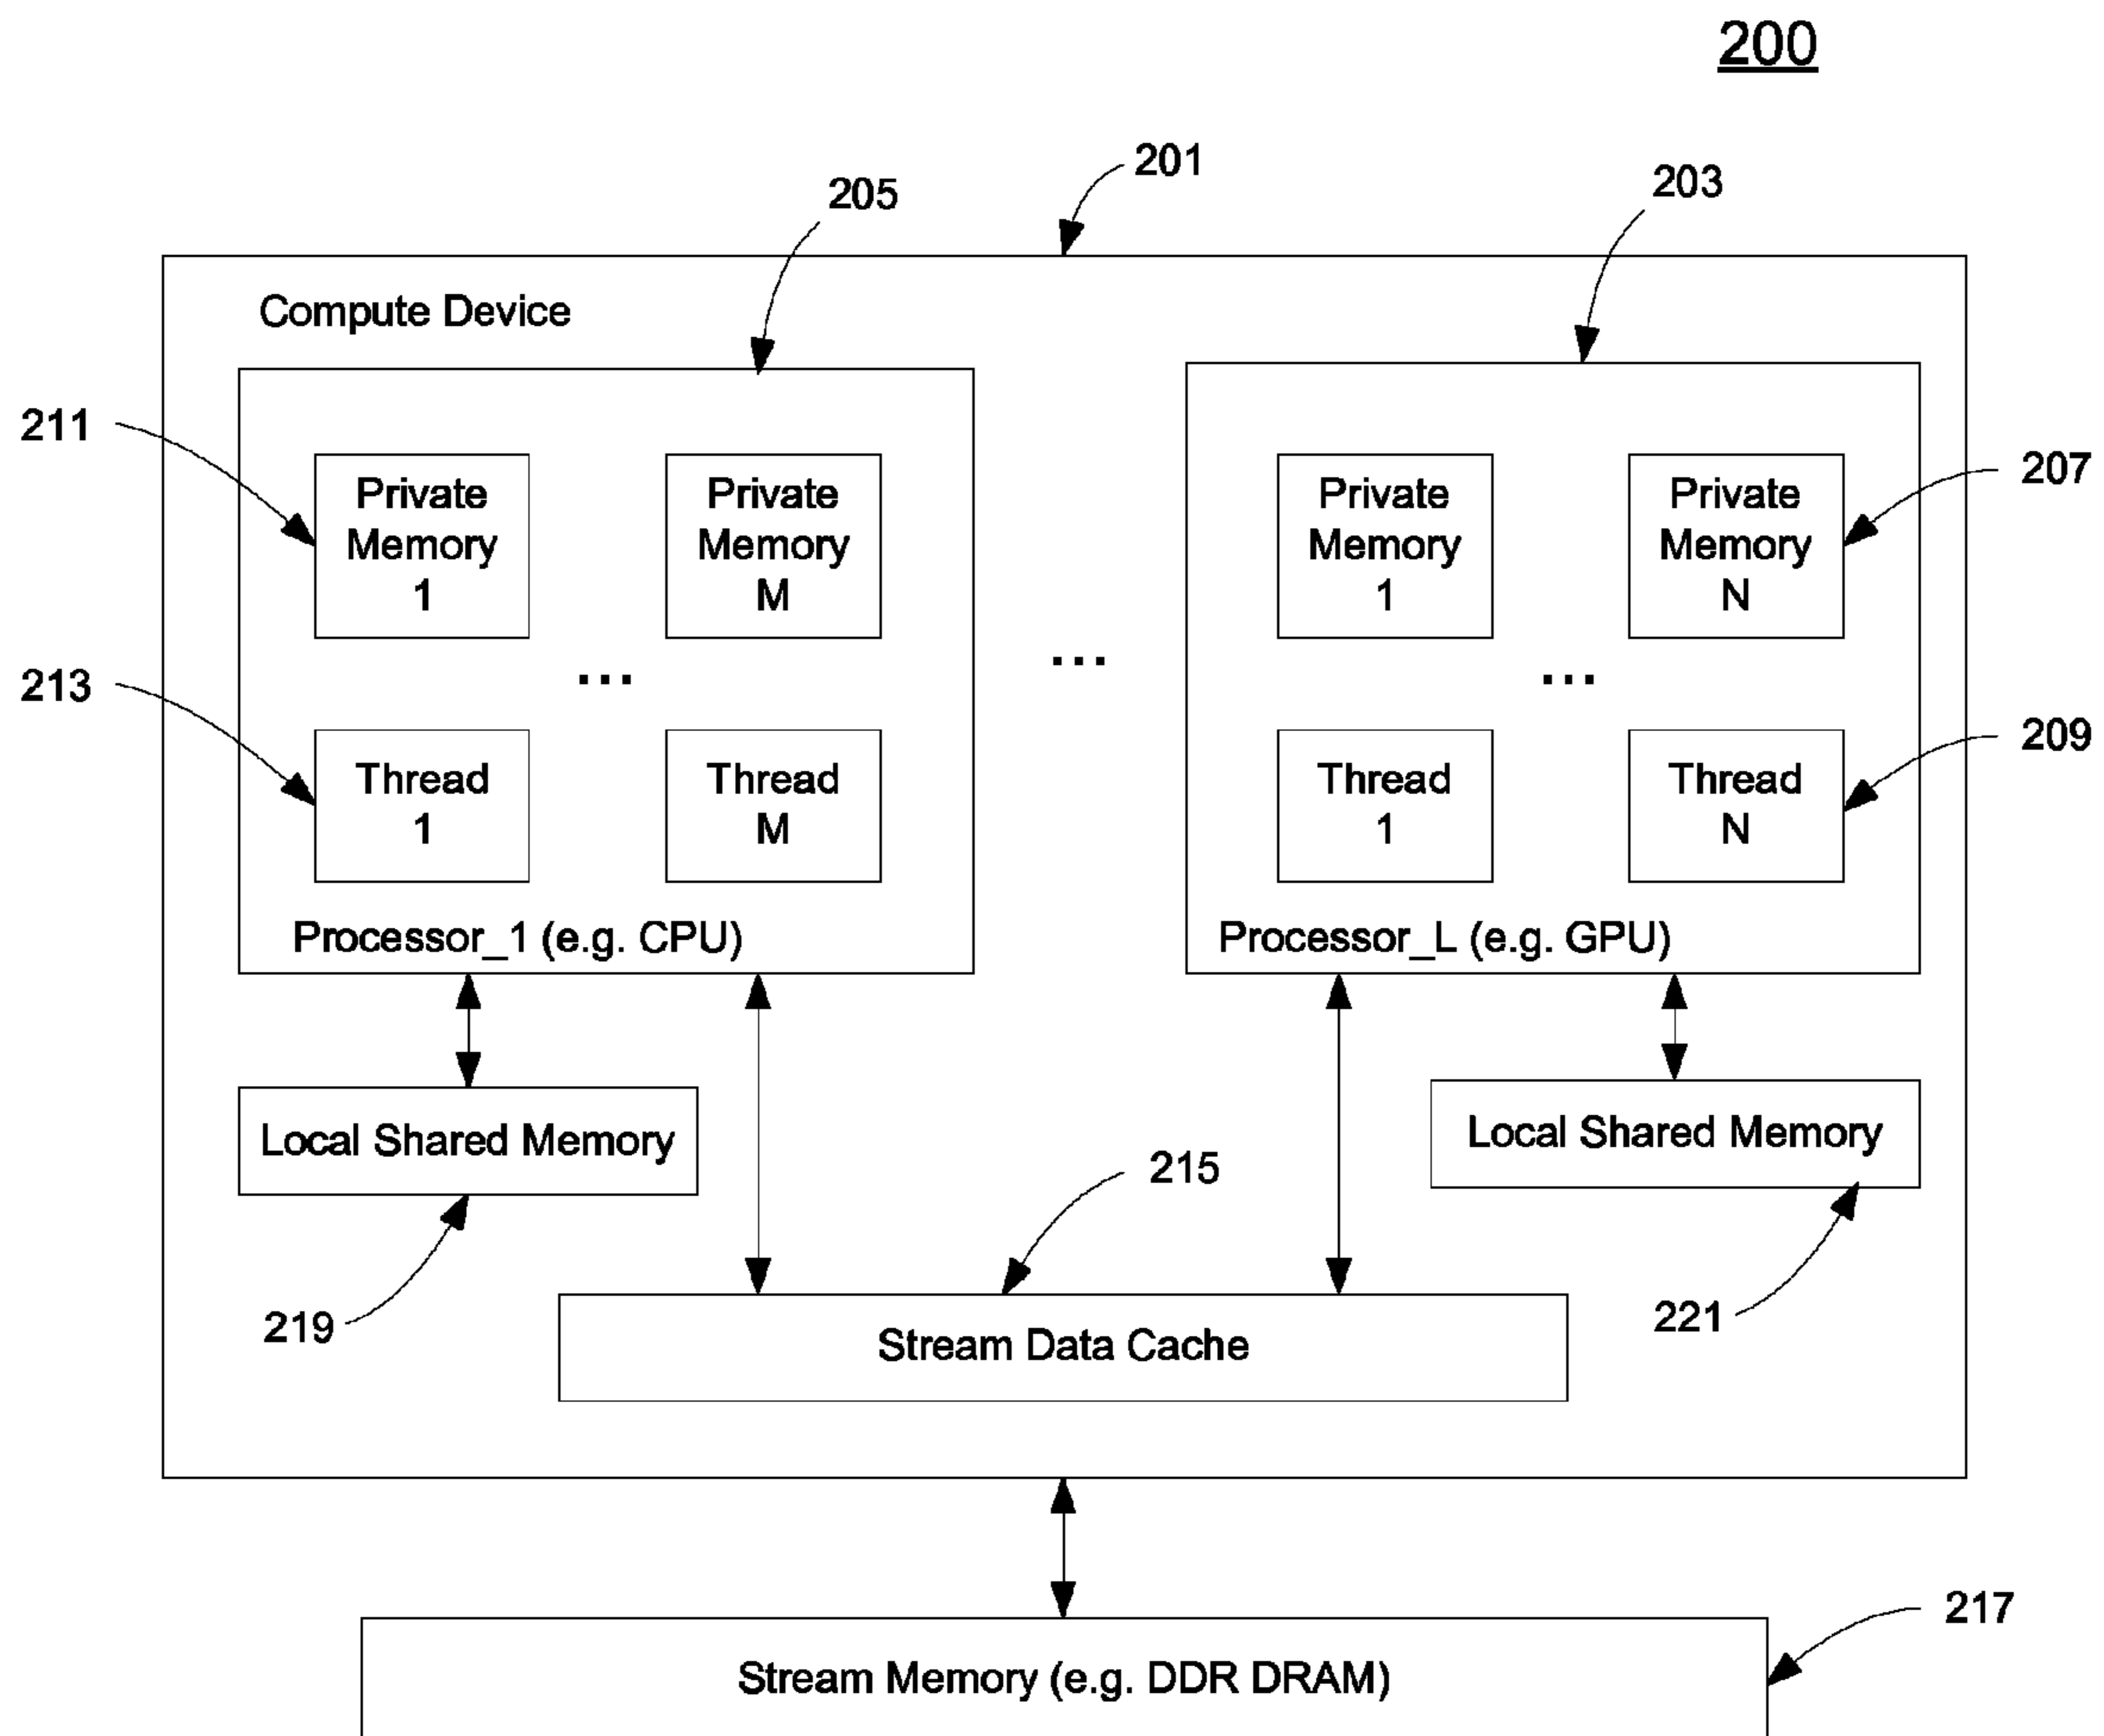 200
201
205
203
Compute Device
211
Private Memory 1
Private Memory M
...
Private Memory 1
Private Memory N
207
213
...
...
Thread 1
Thread M
Thread 1
Thread N
209
Processor_1 (e.g. CPU)
Processor_L (e.g. GPU)
Local Shared Memory
Local Shared Memory
215
219
221
Stream Data Cache
217
Stream Memory (e.g. DDR DRAM)